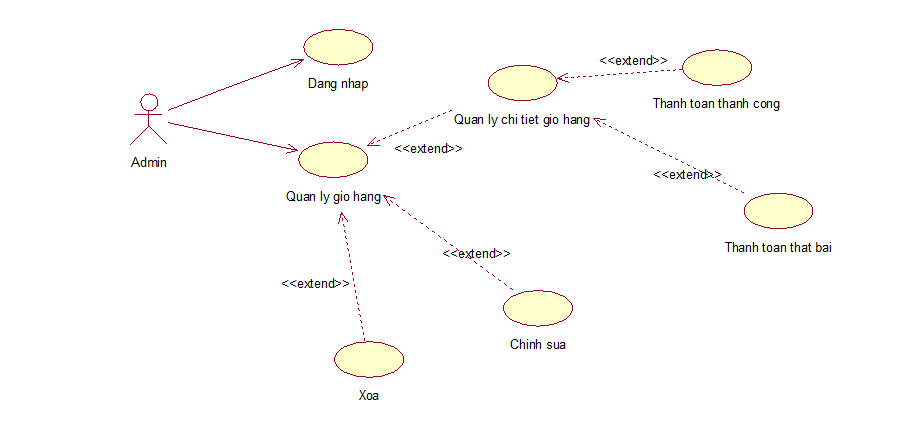 Dang nhap
<<extend>>
Thanh toan thanh cong
Quan ly chi tiet gio hang
<<extend>>
Admin
<<extend>>
Quan ly gio hang
Thanh toan that bai
<<extend>>
<<extend>>
Chinh sua
Xoa